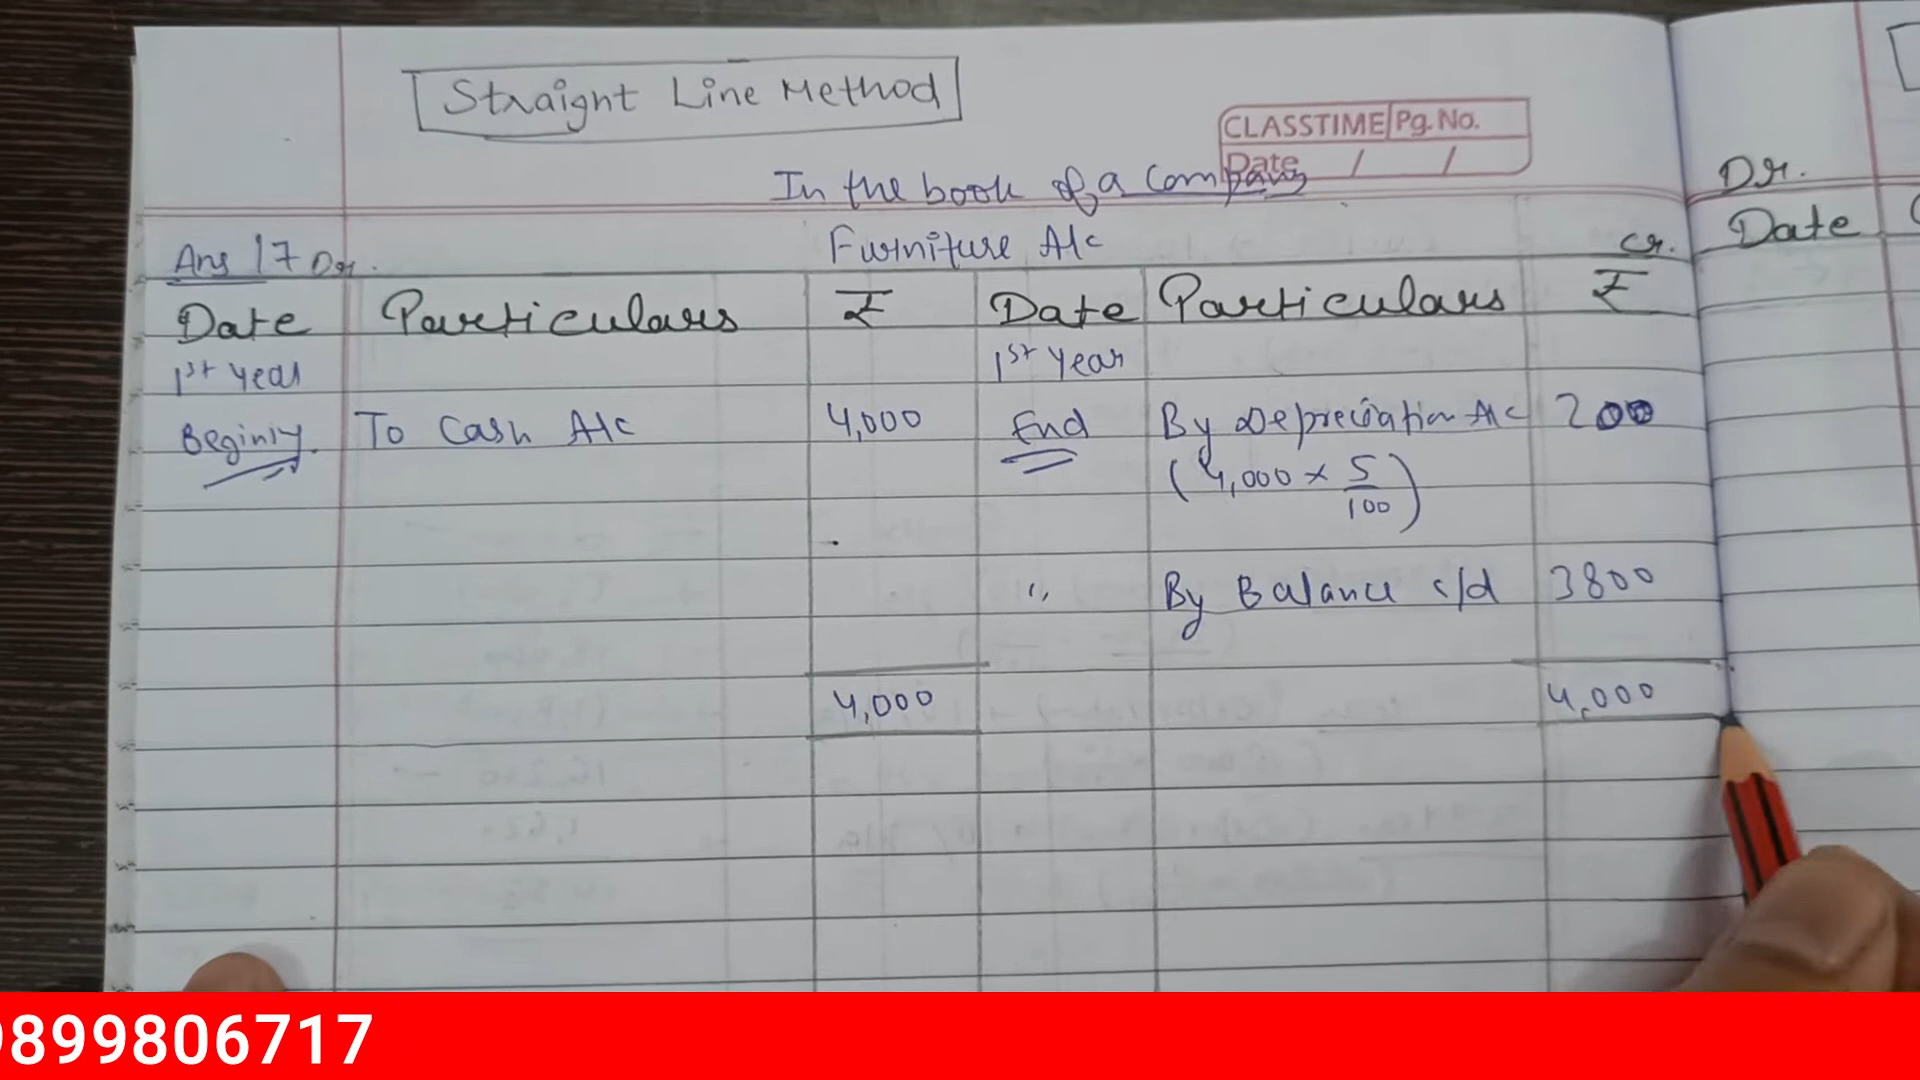 Straight Line Method
CLASSTIME Pg. No.
Date / /
In the book of a Company
Ans 17 Dr. Furniture A/c Cr.
Date Particulars ₹ Date Particulars ₹
1st Year 1st Year
Beginiy To Cash A/c 4,000 End By Depreciation A/c 200
(4,000 × 5/100)
" By Balance c/d 3800
4,000 4,000
Dr.
Date
9899806717